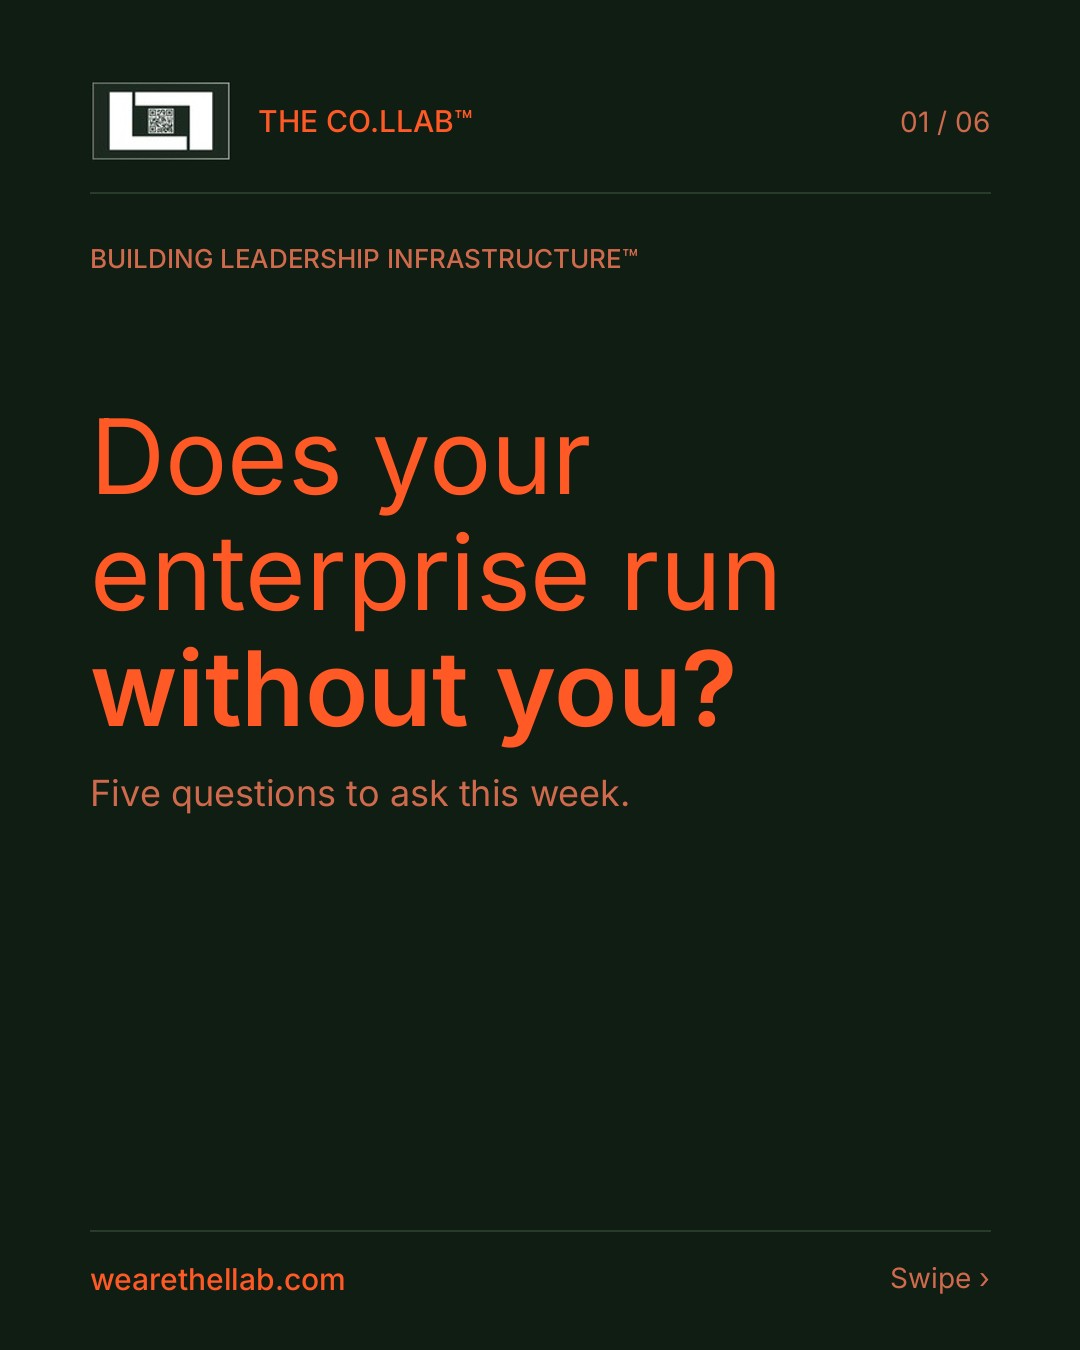 THE CO.LLAB™
01 / 06
BUILDING LEADERSHIP INFRASTRUCTURE™
Does your
enterprise run
without you?
Five questions to ask this week.
wearethellab.com
Swipe ›